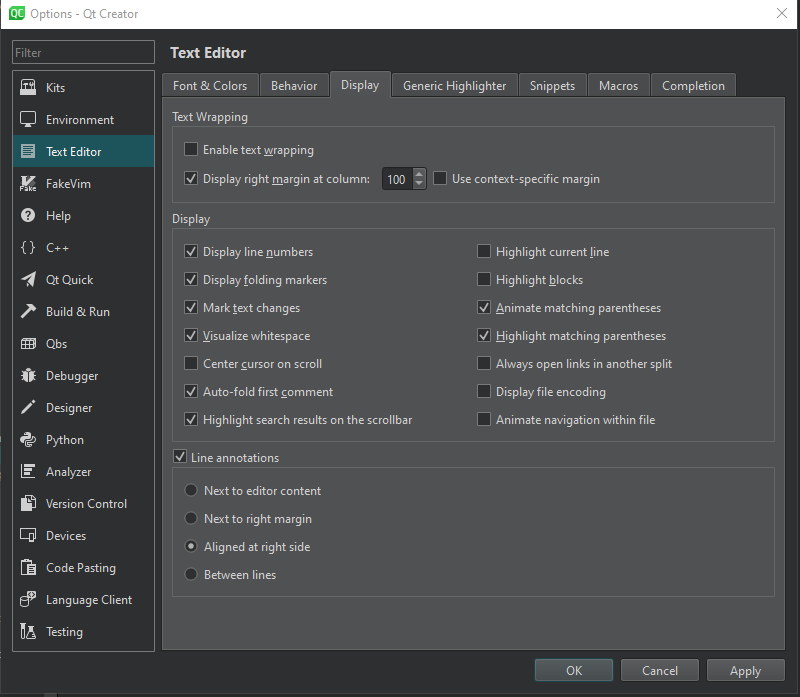 QC Options - Qt Creator
Filter
Kits
Environment
Text Editor
FakeVim
Help
C++
Qt Quick
Build & Run
Qbs
Debugger
Designer
Python
Analyzer
Version Control
Devices
Code Pasting
Language Client
Testing
Text Editor
Font & Colors Behavior Display Generic Highlighter Snippets Macros Completion
Text Wrapping
Enable text wrapping
Display right margin at column: 100 Use context-specific margin
Display
Display line numbers Highlight current line
Display folding markers Highlight blocks
Mark text changes Animate matching parentheses
Visualize whitespace Highlight matching parentheses
Center cursor on scroll Always open links in another split
Auto-fold first comment Display file encoding
Highlight search results on the scrollbar Animate navigation within file
Line annotations
Next to editor content
Next to right margin
Aligned at right side
Between lines
OK Cancel Apply